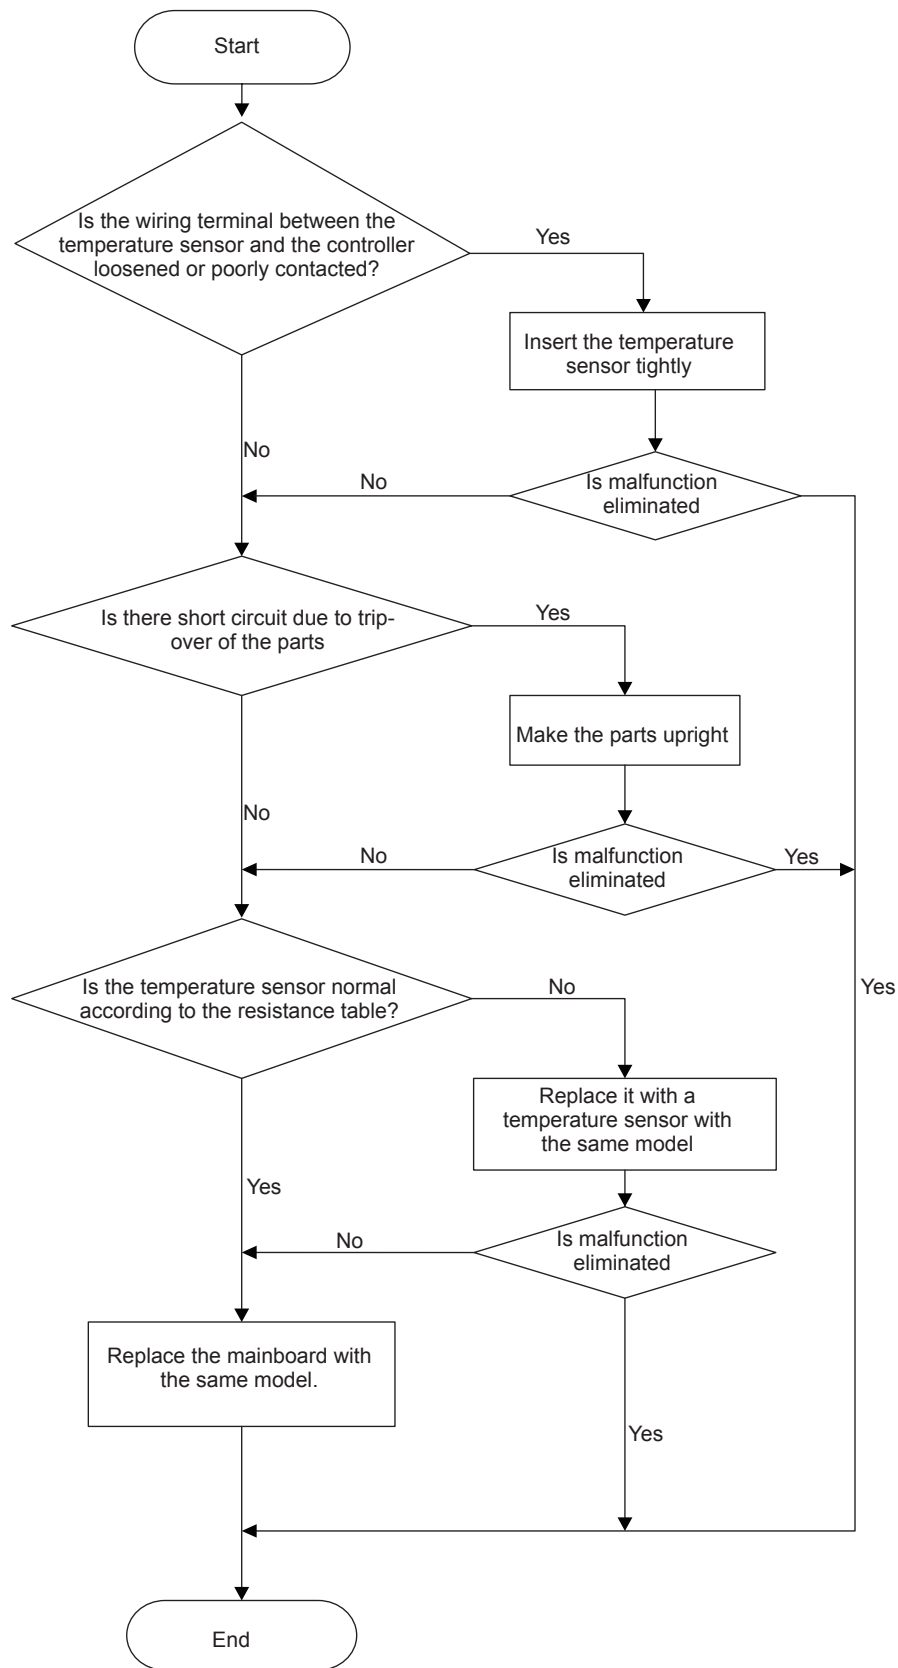 Start
Is the wiring terminal between the
temperature sensor and the controller
loosened or poorly contacted?
Yes
Insert the temperature
sensor tightly
No
No
Is malfunction
eliminated
Is there short circuit due to trip-
over of the parts
Yes
Make the parts upright
No
No
Is malfunction
eliminated
Yes
Is the temperature sensor normal
according to the resistance table?
No
Yes
Replace it with a
temperature sensor with
the same model
Yes
No
Is malfunction
eliminated
Replace the mainboard with
the same model.
Yes
End